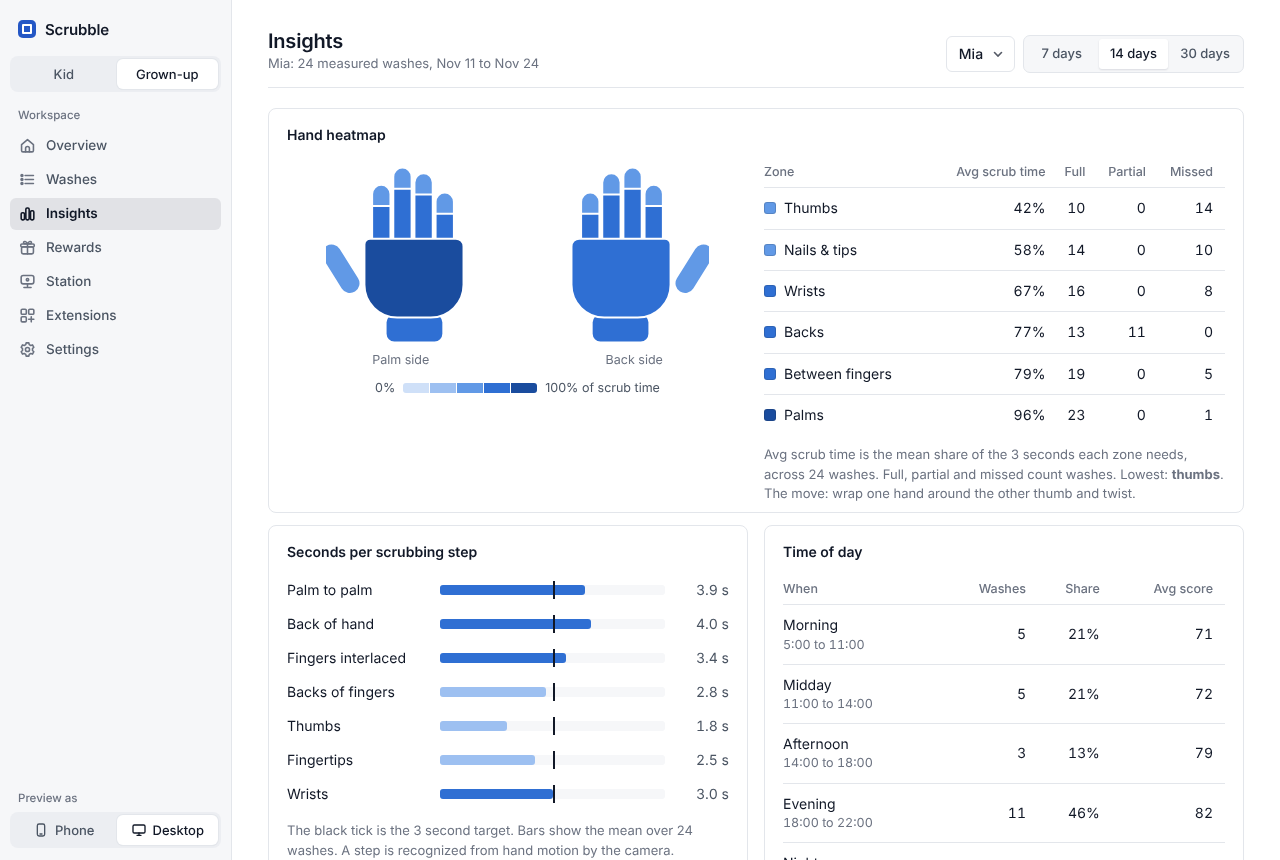 Scrubble
Kid
Grown-up
Workspace
Overview
Washes
Insights
Rewards
Station
Extensions
Settings
Preview as
Phone
Desktop
Insights
Mia: 24 measured washes, Nov 11 to Nov 24
Mia
7 days
14 days
30 days
Hand heatmap
Palm side
Back side
0%
100% of scrub time
Zone Avg scrub time Full Partial Missed
Thumbs 42% 10 0 14
Nails & tips 58% 14 0 10
Wrists 67% 16 0 8
Backs 77% 13 11 0
Between fingers 79% 19 0 5
Palms 96% 23 0 1
Avg scrub time is the mean share of the 3 seconds each zone needs,
across 24 washes. Full, partial and missed count washes. Lowest: thumbs.
The move: wrap one hand around the other thumb and twist.
Seconds per scrubbing step
Palm to palm 3.9 s
Back of hand 4.0 s
Fingers interlaced 3.4 s
Backs of fingers 2.8 s
Thumbs 1.8 s
Fingertips 2.5 s
Wrists 3.0 s
The black tick is the 3 second target. Bars show the mean over 24
washes. A step is recognized from hand motion by the camera.
Time of day
When Washes Share Avg score
Morning
5:00 to 11:00
5 21% 71
Midday
11:00 to 14:00
5 21% 72
Afternoon
14:00 to 18:00
3 13% 79
Evening
18:00 to 22:00
11 46% 82